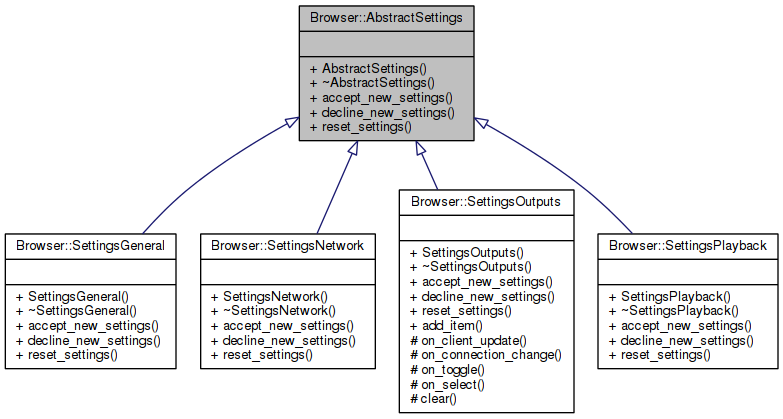 Browser::AbstractSettings
+ AbstractSettings()
+ ~AbstractSettings()
+ accept_new_settings()
+ decline_new_settings()
+ reset_settings()
Browser::SettingsGeneral
+ SettingsGeneral()
+ ~SettingsGeneral()
+ accept_new_settings()
+ decline_new_settings()
+ reset_settings()
Browser::SettingsNetwork
+ SettingsNetwork()
+ ~SettingsNetwork()
+ accept_new_settings()
+ decline_new_settings()
+ reset_settings()
Browser::SettingsOutputs
+ SettingsOutputs()
+ ~SettingsOutputs()
+ accept_new_settings()
+ decline_new_settings()
+ reset_settings()
+ add_item()
# on_client_update()
# on_connection_change()
# on_toggle()
# on_select()
# clear()
Browser::SettingsPlayback
+ SettingsPlayback()
+ ~SettingsPlayback()
+ accept_new_settings()
+ decline_new_settings()
+ reset_settings()